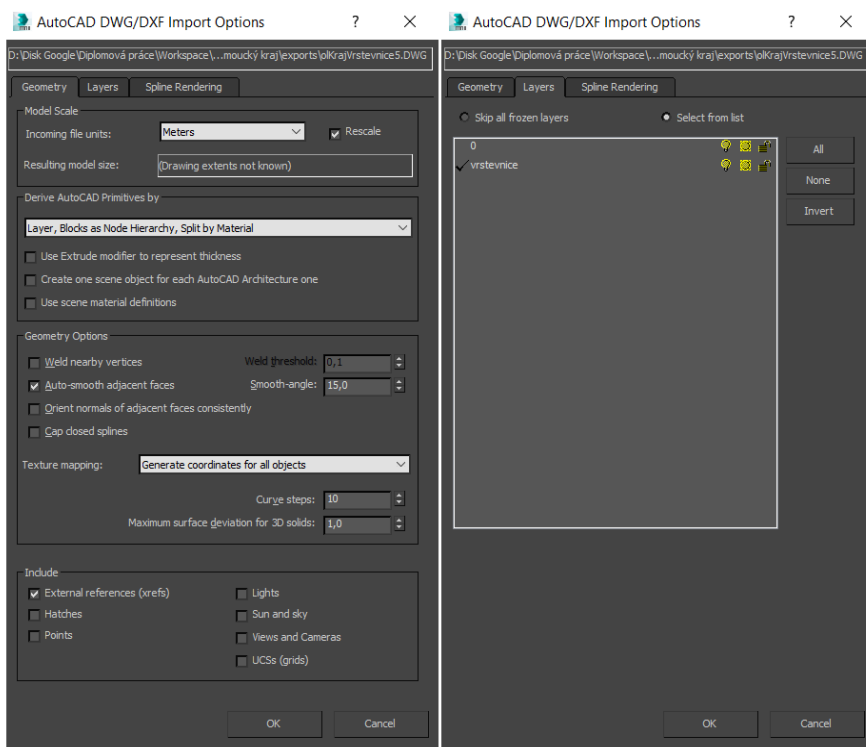 AutoCAD DWG/DXF Import Options ? ×
D:\Disk Google\Diplomová práce\Workspace\,...moucký kraj\exports\olKrajVrstevnice5.DWG
Geometry Layers Spline Rendering
Model Scale
Incoming file units: Meters Rescale
Resulting model size: (Drawing extents not known)
Derive AutoCAD Primitives by
Layer, Blocks as Node Hierarchy, Split by Material
Use Extrude modifier to represent thickness
Create one scene object for each AutoCAD Architecture one
Use scene material definitions
Geometry Options
Weld nearby vertices Weld threshold: 0,1
Auto-smooth adjacent faces Smooth-angle: 15,0
Orient normals of adjacent faces consistently
Cap closed splines
Texture mapping: Generate coordinates for all objects
Curve steps: 10
Maximum surface deviation for 3D solids: 1,0
Include
External references (xrefs) Lights
Hatches Sun and sky
Points Views and Cameras
UCSs (grids)
OK Cancel
AutoCAD DWG/DXF Import Options ? ×
D:\Disk Google\Diplomová práce\Workspace\,...moucký kraj\exports\olKrajVrstevnice5.DWG
Geometry Layers Spline Rendering
Skip all frozen layers Select from list
0 All
vrstevnice
None
Invert
OK Cancel